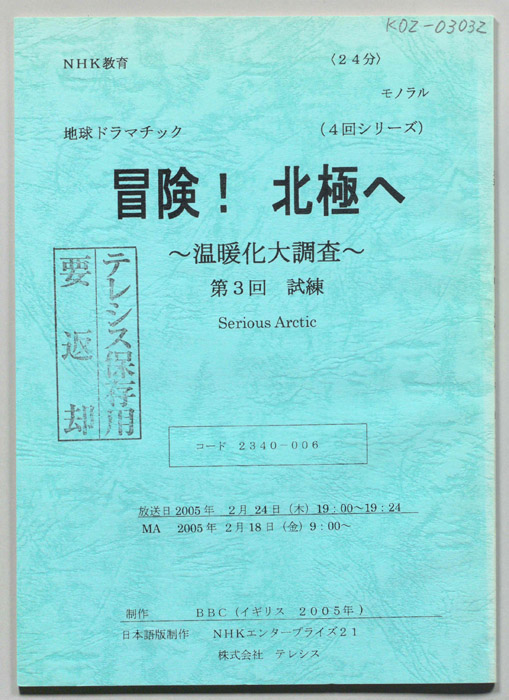 KOZ-03032
NHK教育 〈24分〉
モノラル
地球ドラマチック (4回シリーズ)
冒険! 北極へ
～温暖化大調査～
第3回 試練
Serious Arctic
テレシス保存用
要返却
コード 2340-006
放送日2005年 2月24日(木)19:00～19:24
MA 2005年2月18日(金)9:00～
制作 BBC(イギリス 2005年)
日本語版制作 NHKエンタープライズ21
株式会社 テレシス